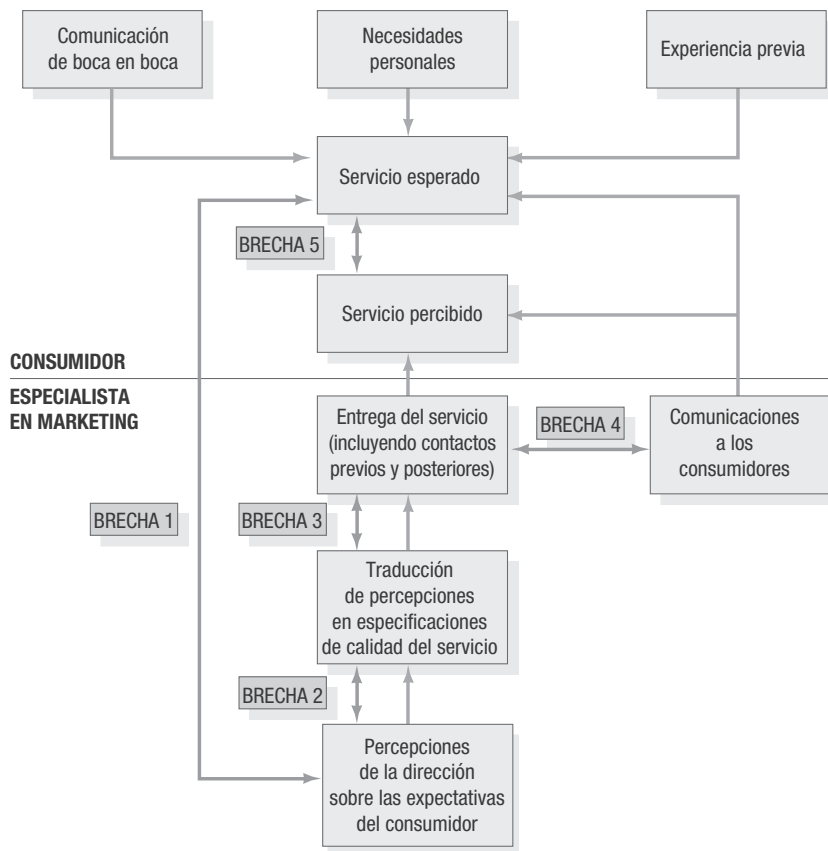 Comunicación
de boca en boca
Necesidades
personales
Experiencia previa
Servicio esperado
BRECHA 5
Servicio percibido
CONSUMIDOR
ESPECIALISTA
EN MARKETING
Entrega del servicio
(incluyendo contactos
previos y posteriores)
BRECHA 4
Comunicaciones
a los
consumidores
BRECHA 1
BRECHA 3
Traducción
de percepciones
en especificaciones
de calidad del servicio
BRECHA 2
Percepciones
de la dirección
sobre las expectativas
del consumidor